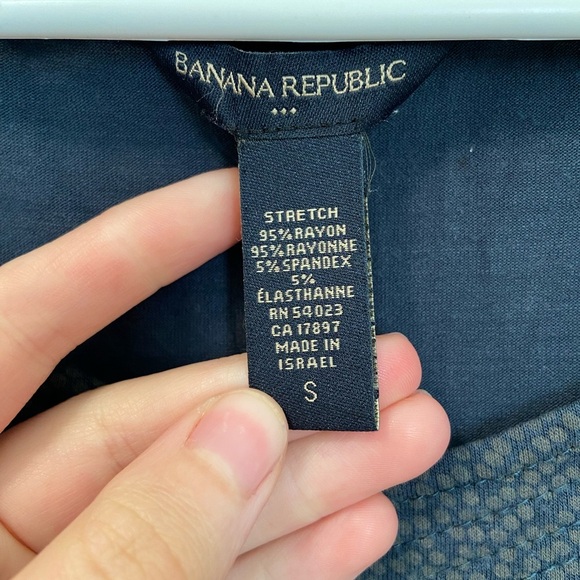 BANANA REPUBLIC
STRETCH
95% RAYON
95% RAYONNE
5% SPANDEX
5%
ÉLASTHANNE
RN 54023
CA 17897
MADE IN
ISRAEL
S